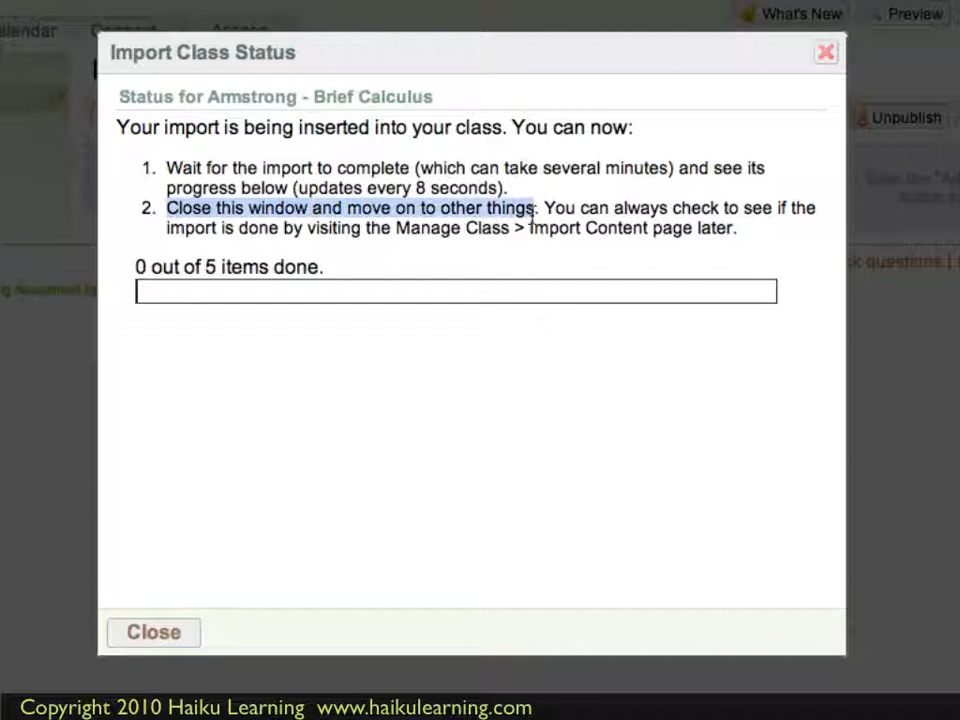 What's New
Preview
Import Class Status
Status for Armstrong - Brief Calculus
Your import is being inserted into your class. You can now:
Unpublish
1. Wait for the import to complete (which can take several minutes) and see its
progress below (updates every 8 seconds).
2. Close this window and move on to other things. You can always check to see if the
import is done by visiting the Manage Class > Import Content page later.
k questions.
0 out of 5 items done.
Close
Copyright 2010 Haiku Learning www.haikulearning.com